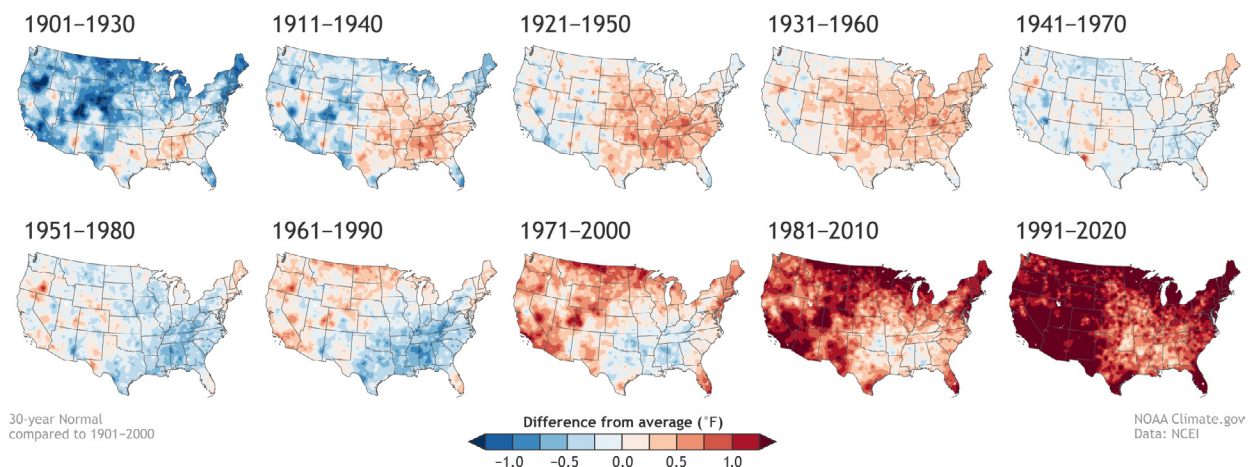 1901–1930
1911–1940
1921–1950
1931–1960
1941–1970
1951–1980
1961–1990
1971–2000
1981–2010
1991–2020
30-year Normal
compared to 1901–2000
Difference from average (°F)
−1.0 −0.5 0.0 0.5 1.0
NOAA Climate.gov
Data: NCEI